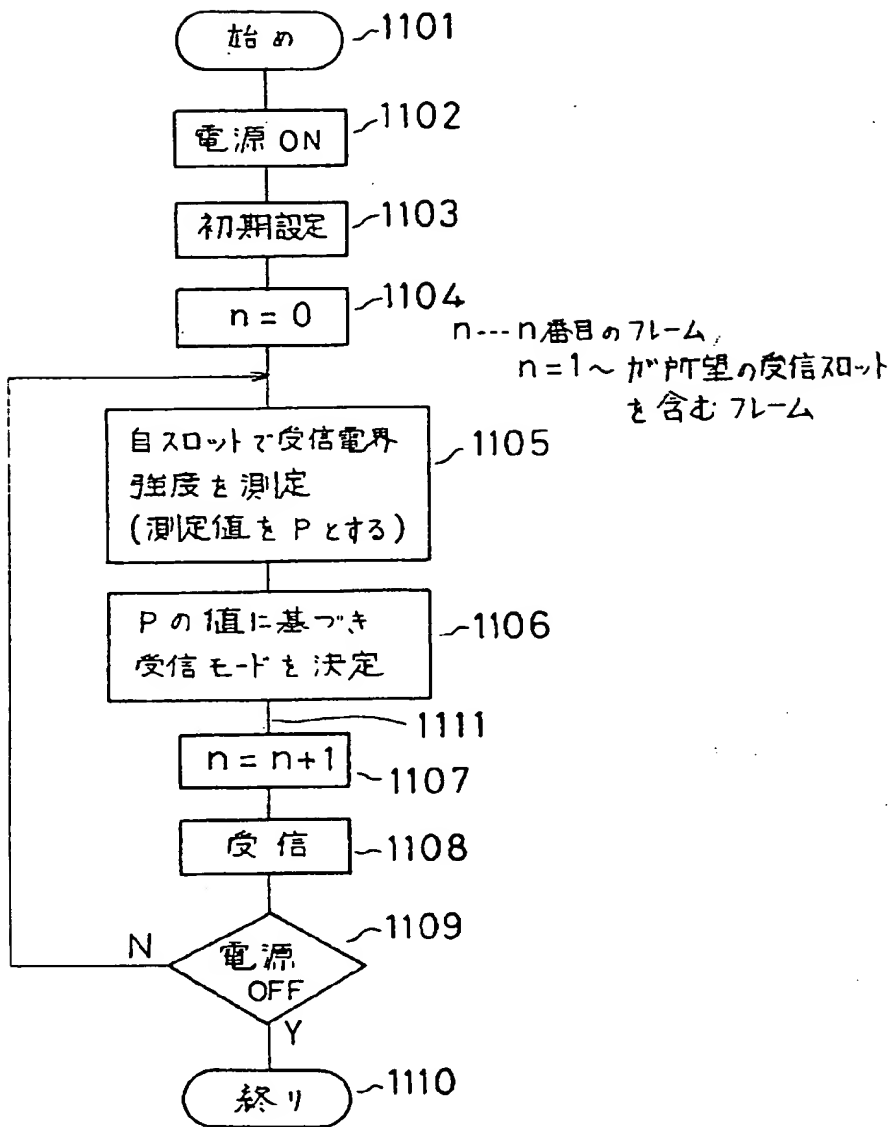 始め
1101
電源 ON
1102
初期設定
1103
n = 0
1104
n---n番目のフレーム
n=1〜が所望の受信スロット
を含むフレーム
自スロットで受信電界
強度を測定
(測定値をPとする)
1105
Pの値に基づき
受信モードを決定
1106
1111
n = n+1
1107
受信
1108
電源
OFF
1109
N
Y
終り
1110